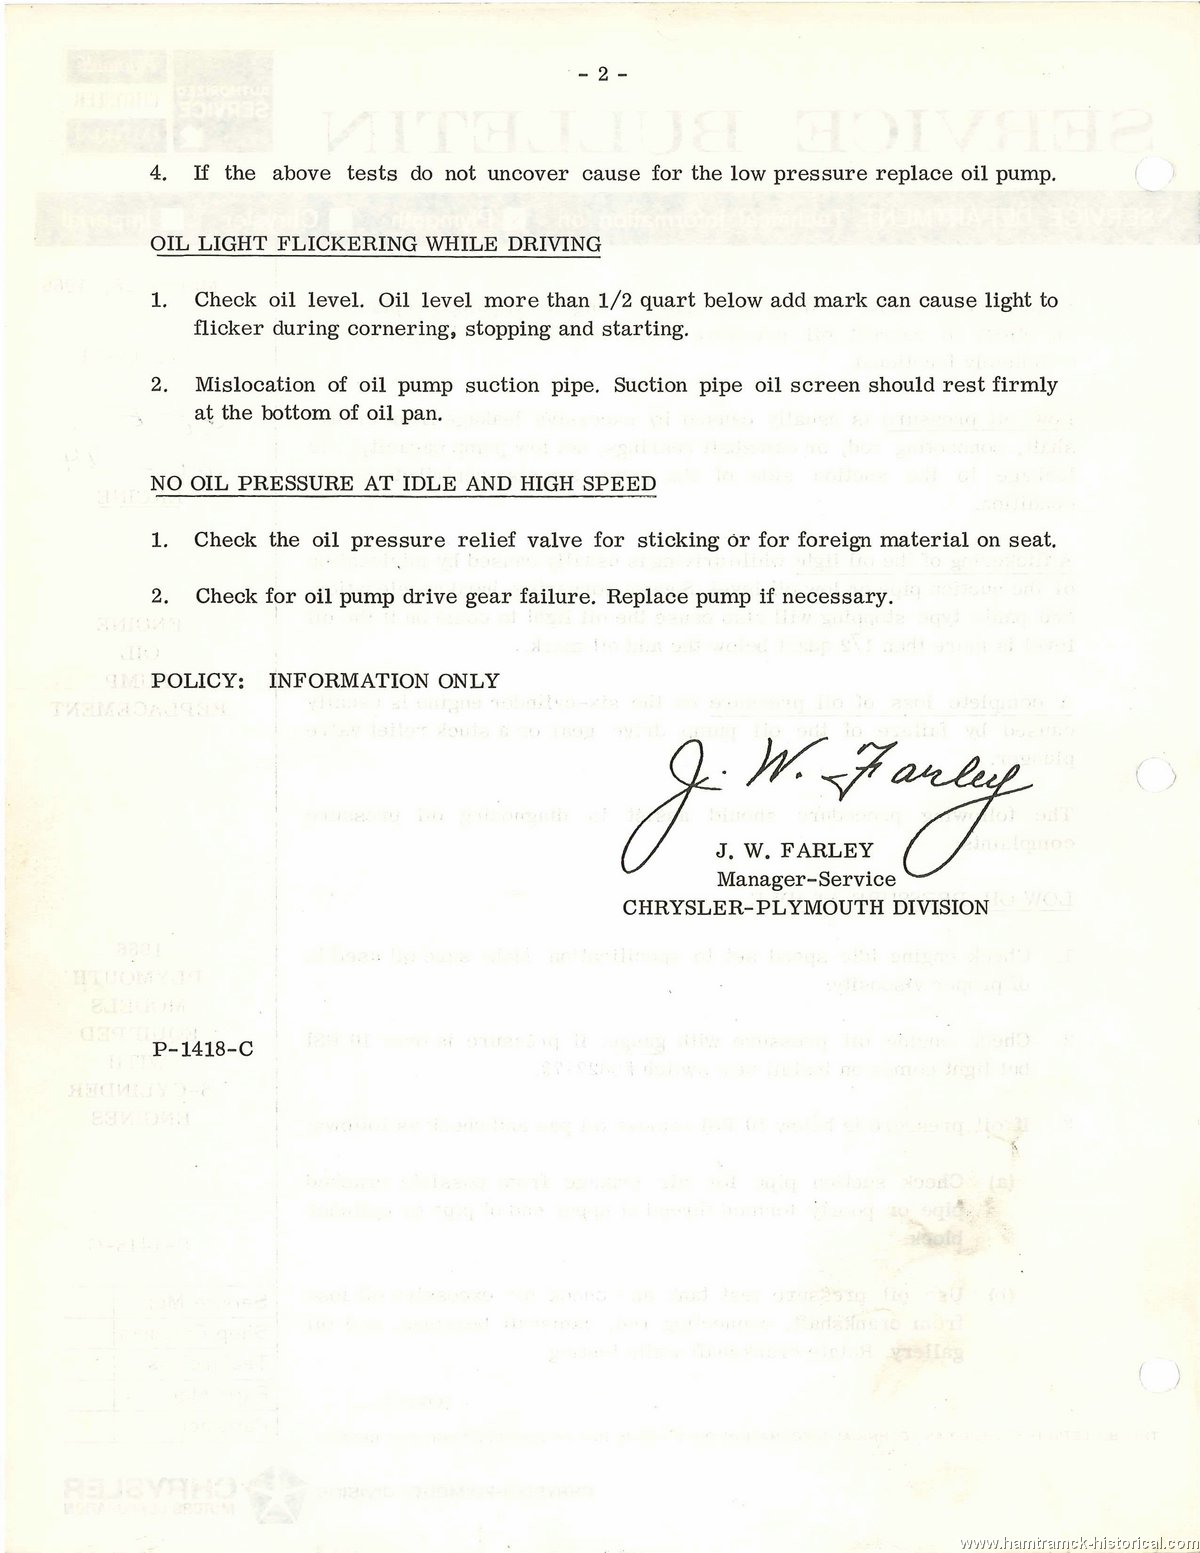 - 2 -
4. If the above tests do not uncover cause for the low pressure replace oil pump.
OIL LIGHT FLICKERING WHILE DRIVING
1. Check oil level. Oil level more than 1/2 quart below add mark can cause light to
flicker during cornering, stopping and starting.
2. Mislocation of oil pump suction pipe. Suction pipe oil screen should rest firmly
at the bottom of oil pan.
NO OIL PRESSURE AT IDLE AND HIGH SPEED
1. Check the oil pressure relief valve for sticking or for foreign material on seat.
2. Check for oil pump drive gear failure. Replace pump if necessary.
POLICY: INFORMATION ONLY
J. W. Farley
J. W. FARLEY
Manager-Service
CHRYSLER-PLYMOUTH DIVISION
P-1418-C
www.hamtramck-historical.com